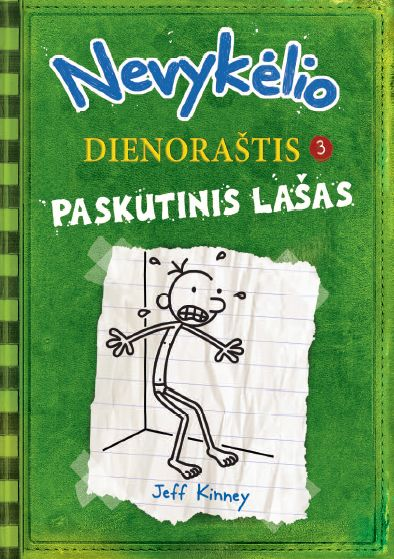 Nevykėlio
DIENORAŠTIS 3
PASKUTINIS LAŠAS
Jeff Kinney